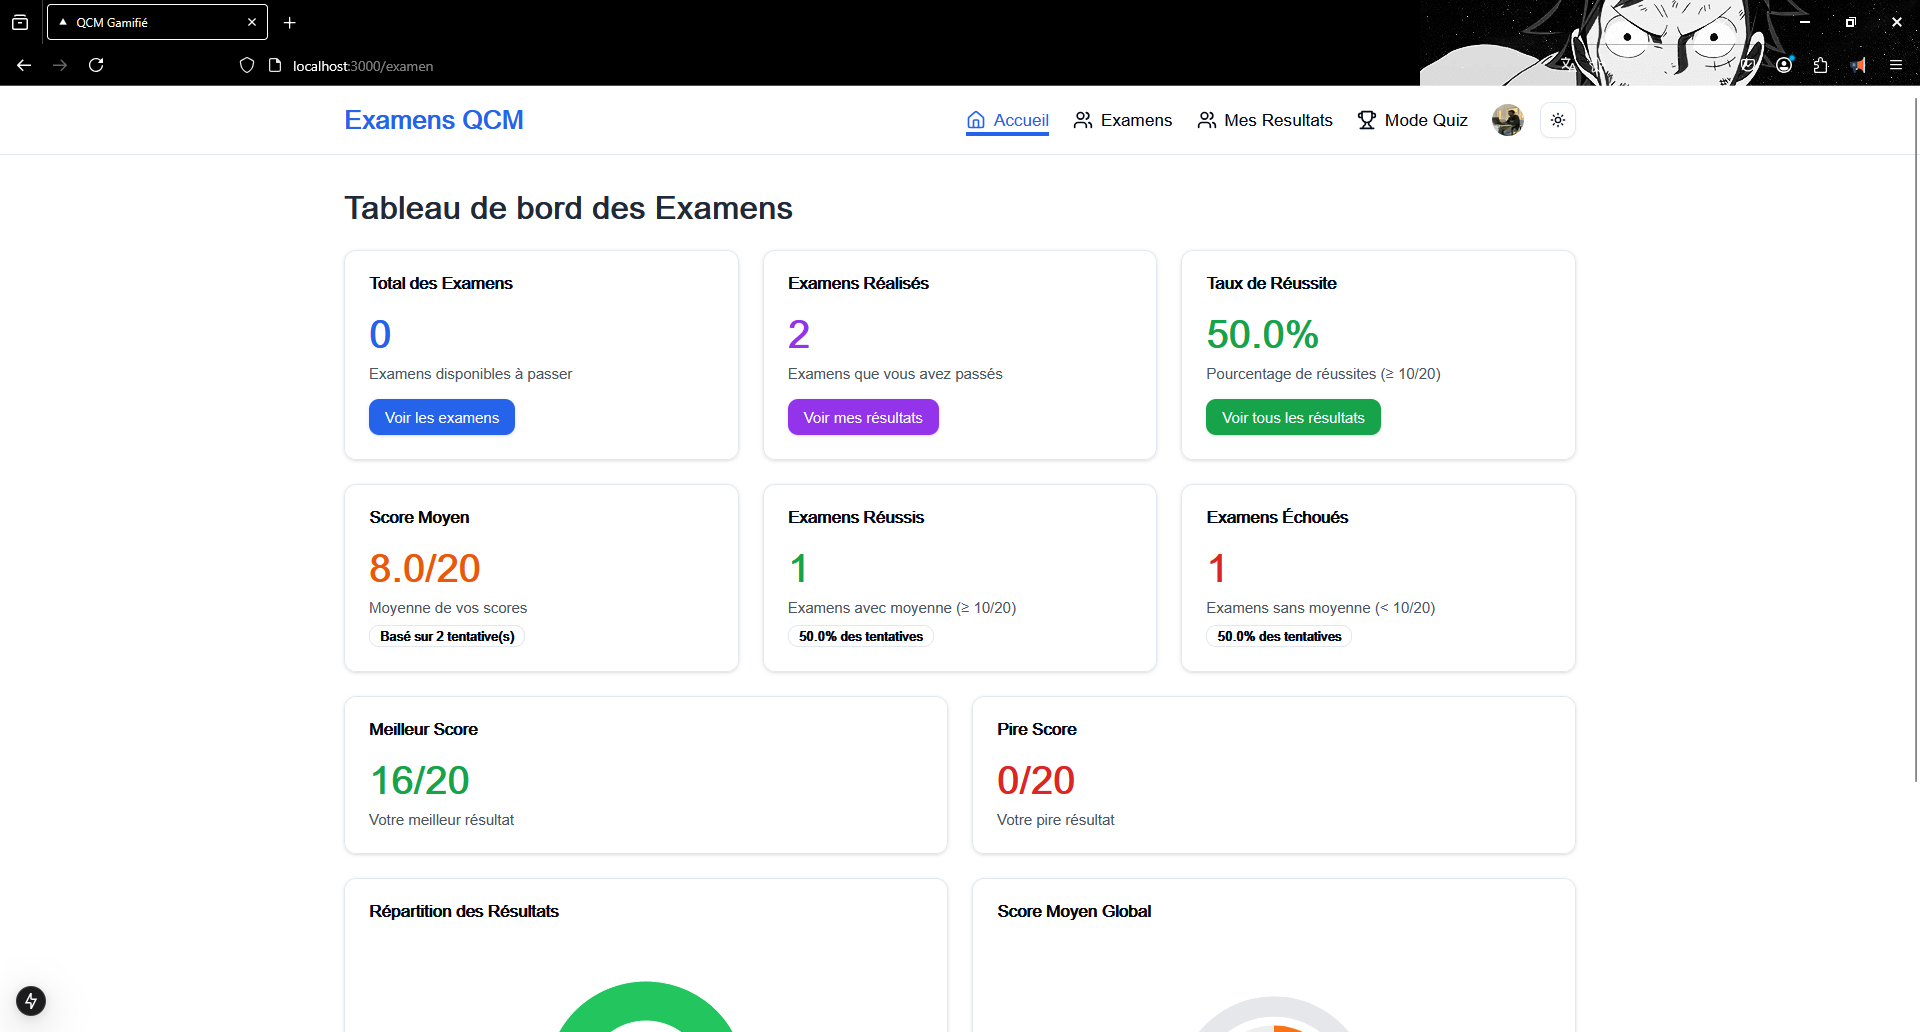 QCM Gamifié
localhost:3000/examen
Examens QCM
Accueil
Examens
Mes Resultats
Mode Quiz
Tableau de bord des Examens
Total des Examens
0
Examens disponibles à passer
Voir les examens
Examens Réalisés
2
Examens que vous avez passés
Voir mes résultats
Taux de Réussite
50.0%
Pourcentage de réussites (≥ 10/20)
Voir tous les résultats
Score Moyen
8.0/20
Moyenne de vos scores
Basé sur 2 tentative(s)
Examens Réussis
1
Examens avec moyenne (≥ 10/20)
50.0% des tentatives
Examens Échoués
1
Examens sans moyenne (< 10/20)
50.0% des tentatives
Meilleur Score
16/20
Votre meilleur résultat
Pire Score
0/20
Votre pire résultat
Répartition des Résultats
Score Moyen Global